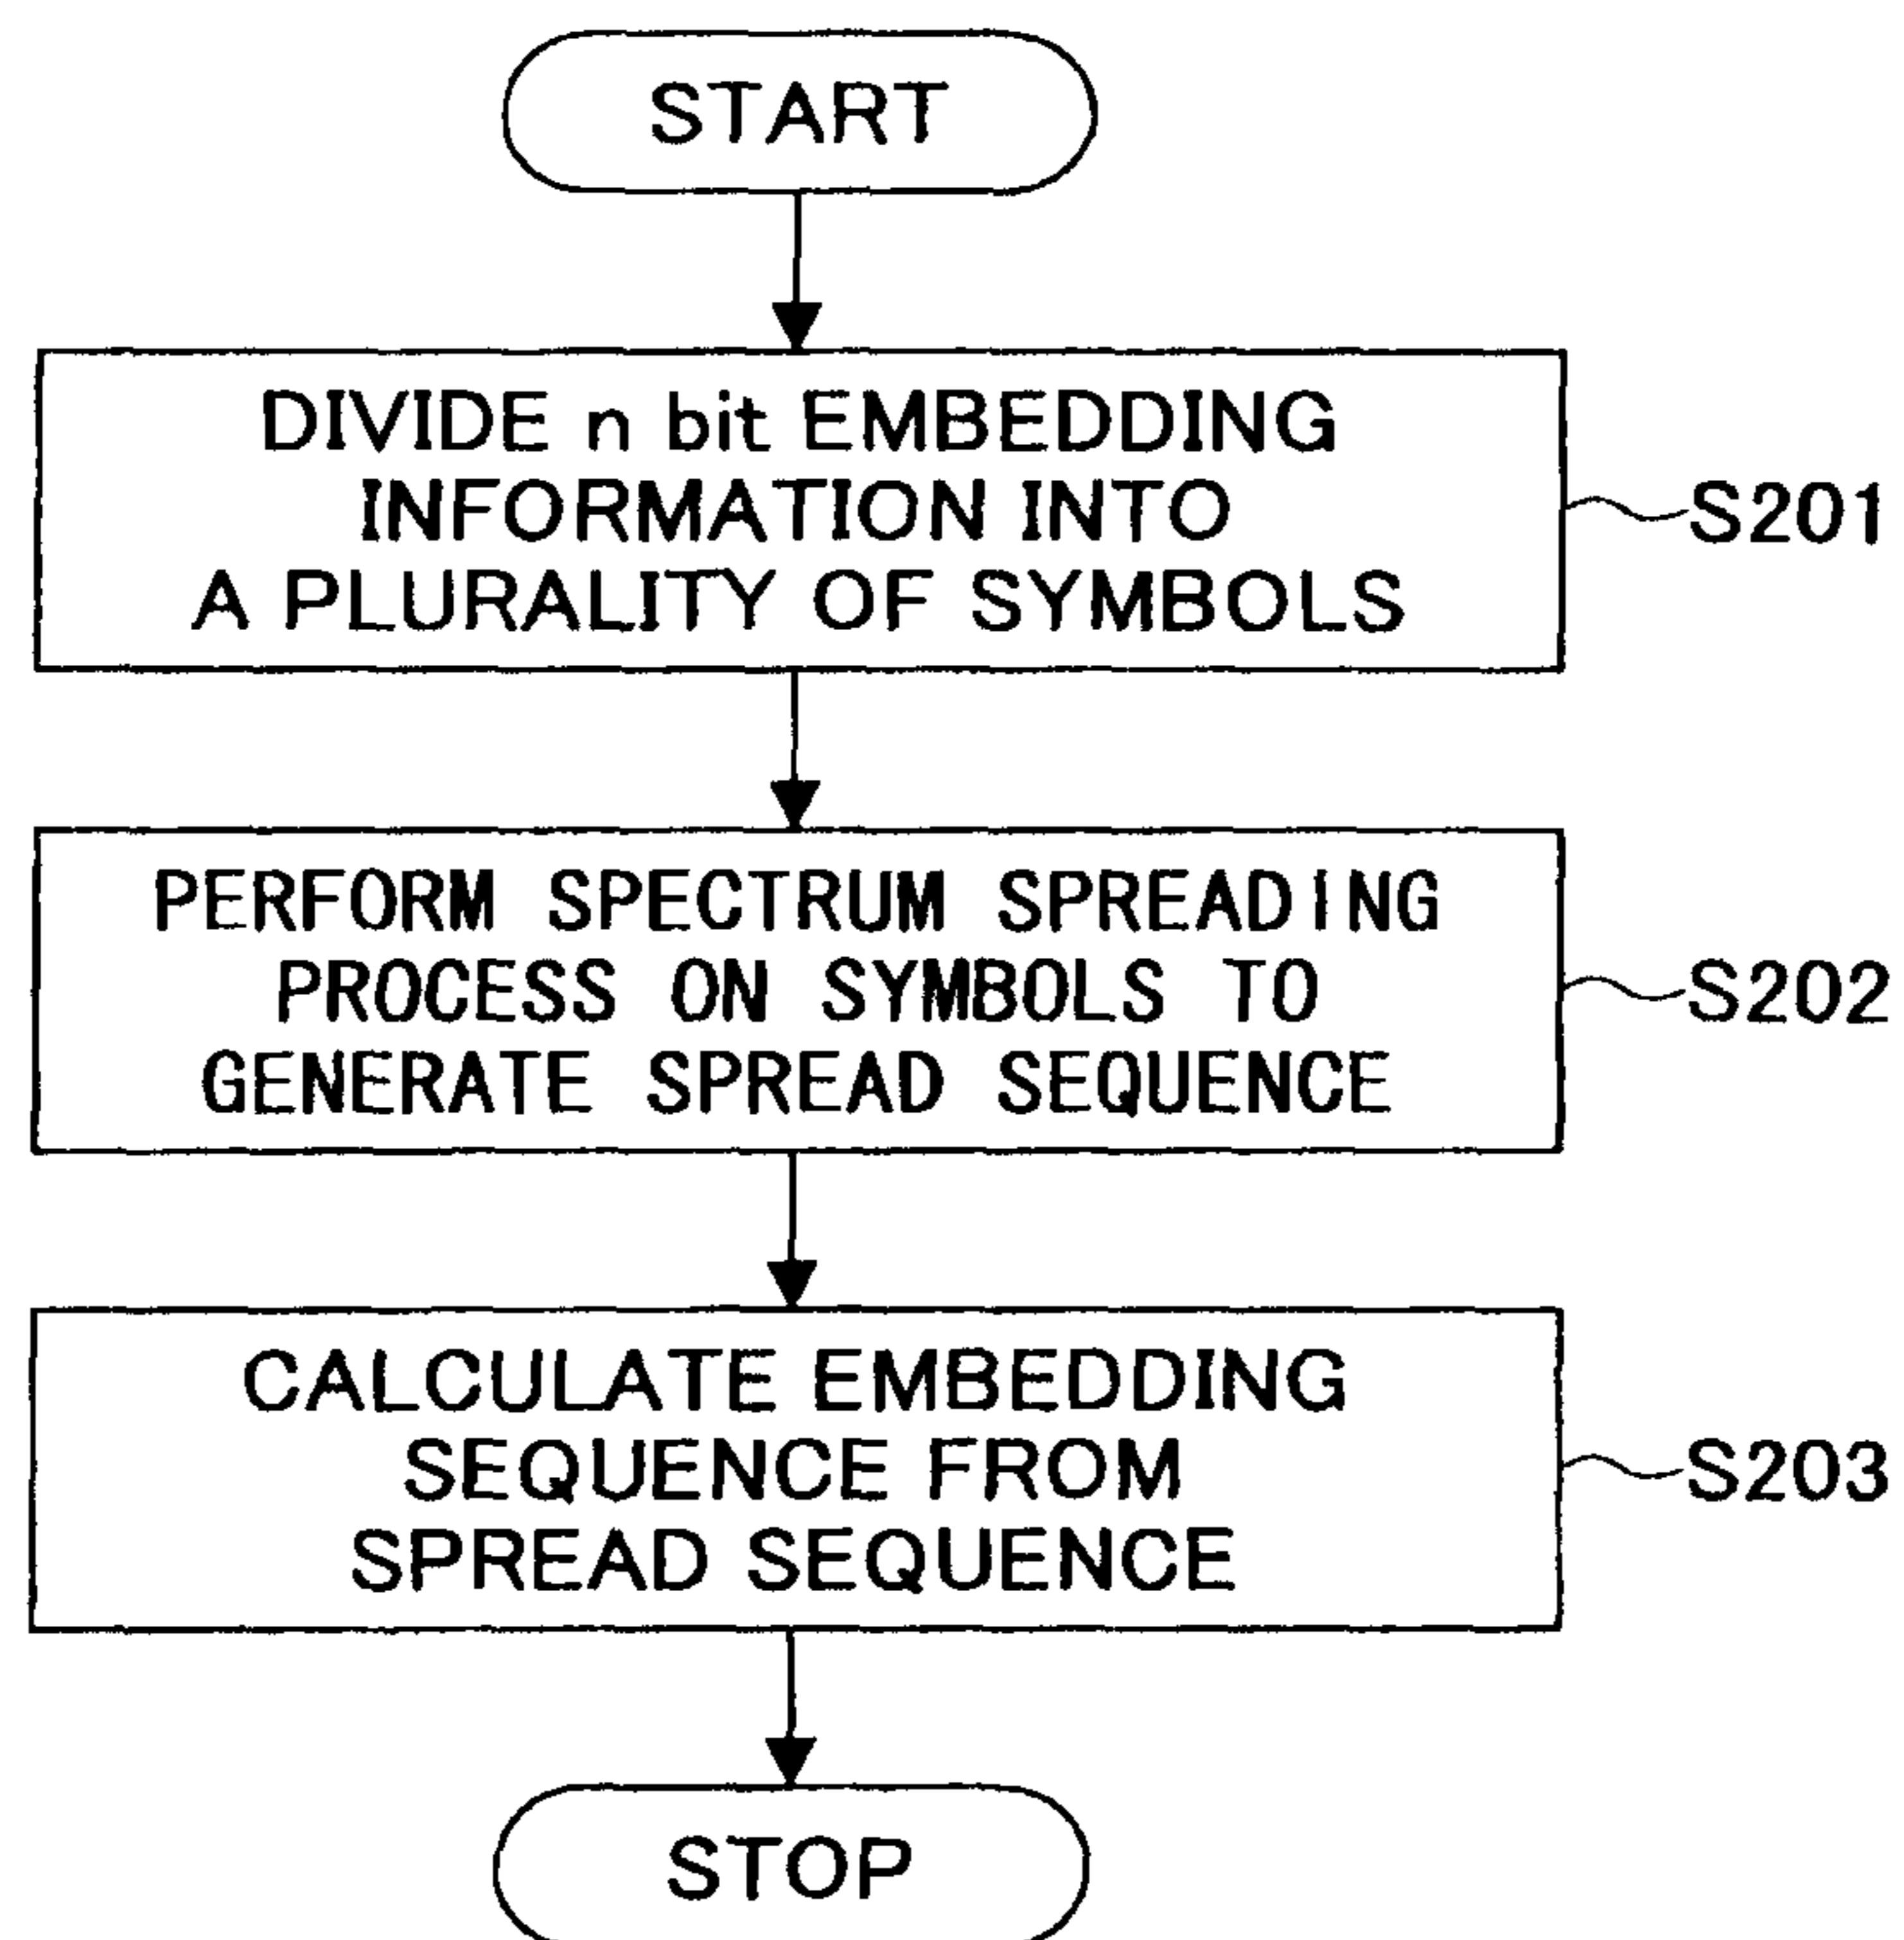 START
DIVIDE n bit EMBEDDING
INFORMATION INTO
A PLURALITY OF SYMBOLS
S201
PERFORM SPECTRUM SPREADING
PROCESS ON SYMBOLS TO
GENERATE SPREAD SEQUENCE
S202
CALCULATE EMBEDDING
SEQUENCE FROM
SPREAD SEQUENCE
S203
STOP